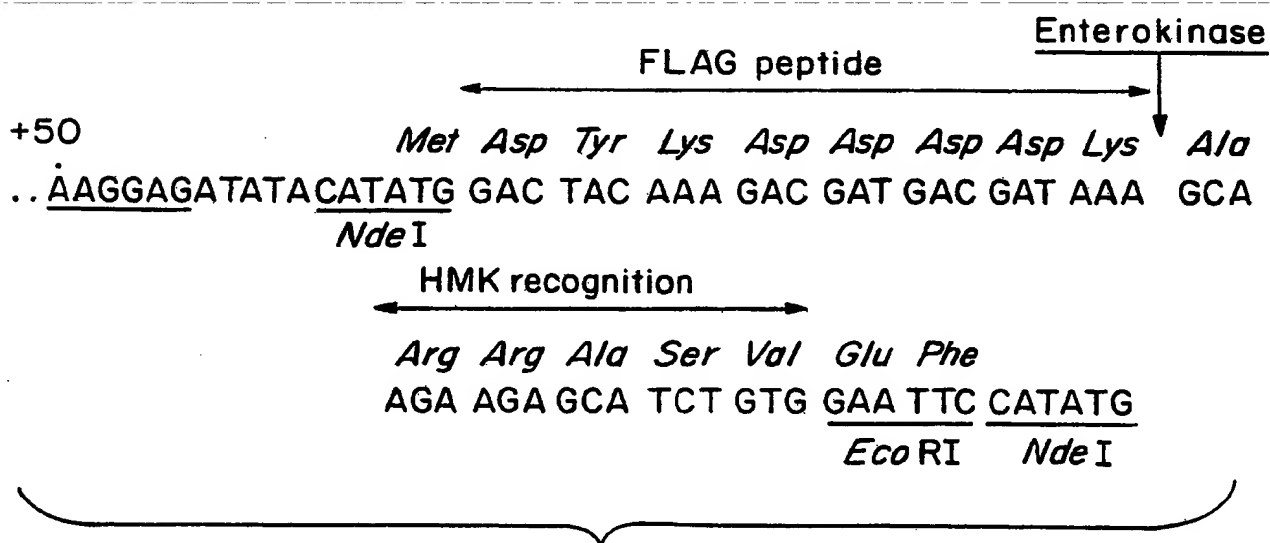 Enterokinase
FLAG peptide
+50
Met Asp Tyr Lys Asp Asp Asp Asp Lys Ala
..AAGGAGATATACATATG GAC TAC AAA GAC GAT GAC GAT AAA GCA
NdeI
HMK recognition
Arg Arg Ala Ser Val Glu Phe
AGA AGA GCA TCT GTG GAA TTC CATATG
EcoRI NdeI